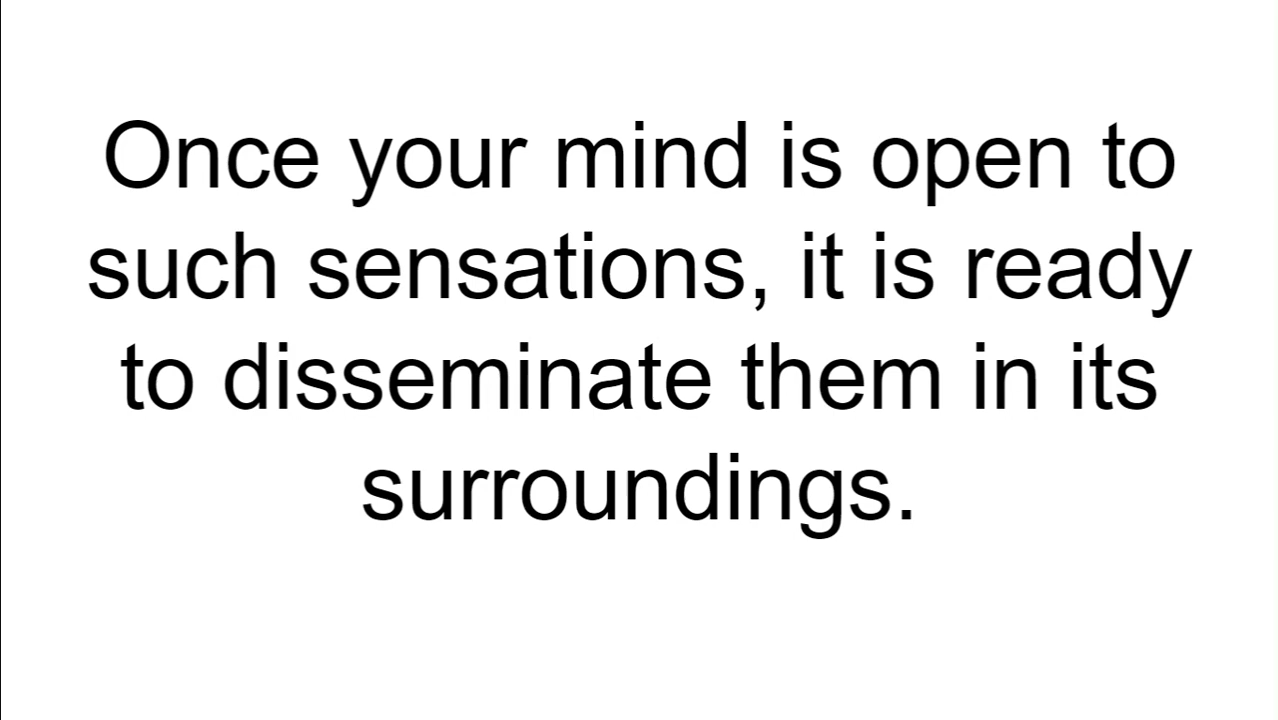 Once your mind is open to
such sensations, it is ready
to disseminate them in its
surroundings.